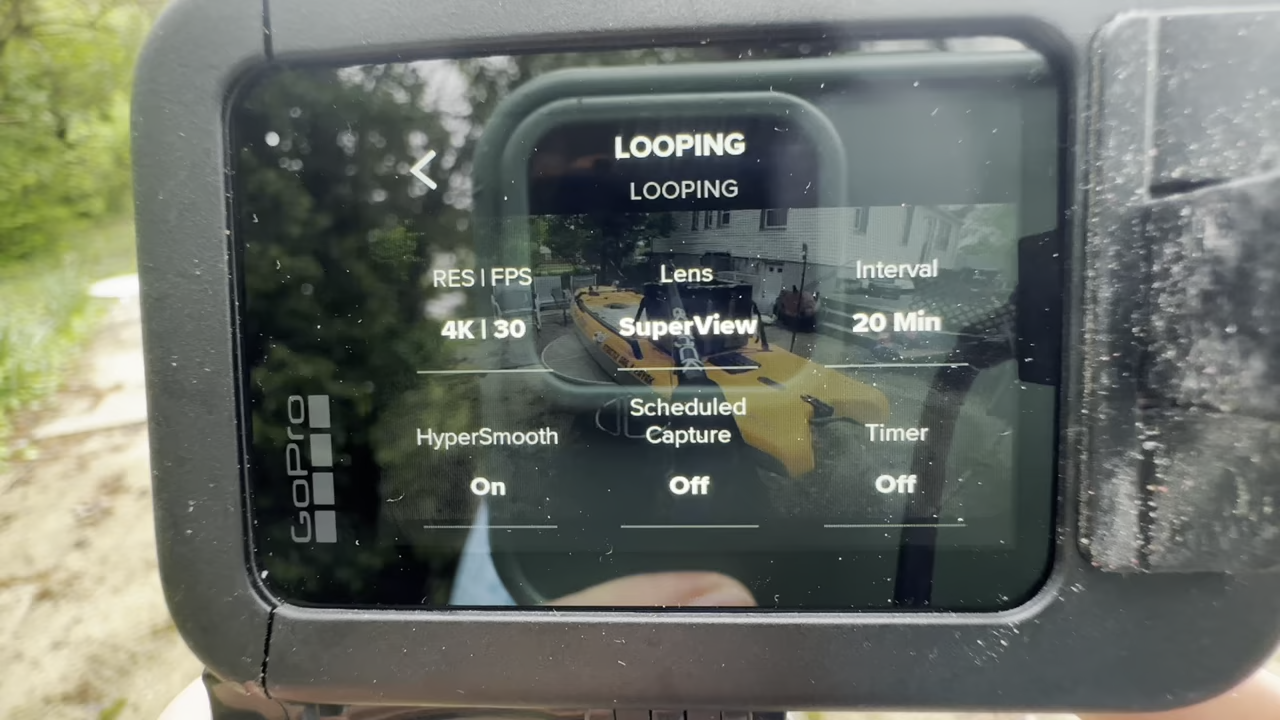 LOOPING
LOOPING
RES | FPS
4K | 30
Lens
SuperView
Interval
20 Min
HyperSmooth
On
Scheduled
Capture
Off
Timer
Off
GoPro